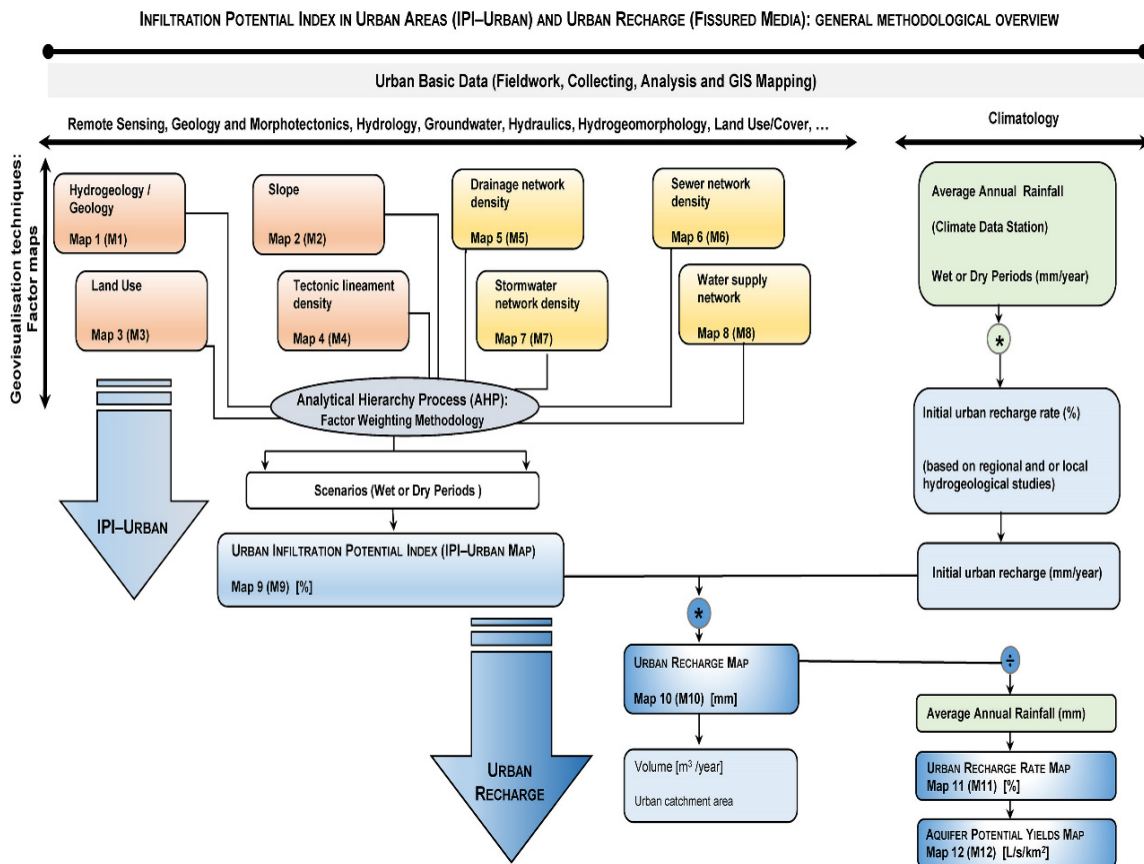 INFILTRATION POTENTIAL INDEX IN URBAN AREAS (IPI–URBAN) AND URBAN RECHARGE (FISSURED MEDIA): GENERAL METHODOLOGICAL OVERVIEW
Urban Basic Data (Fieldwork, Collecting, Analysis and GIS Mapping)
Remote Sensing, Geology and Morphotectonics, Hydrology, Groundwater, Hydraulics, Hydrogeomorphology, Land Use/Cover, ...
Climatology
Geovisualisation techniques:
Factor maps
Hydrogeology /
Geology
Map 1 (M1)
Slope
Map 2 (M2)
Drainage network
density
Map 5 (M5)
Sewer network
density
Map 6 (M6)
Land Use
Map 3 (M3)
Tectonic lineament
density
Map 4 (M4)
Stormwater
network density
Map 7 (M7)
Water supply
network
Map 8 (M8)
Average Annual Rainfall
(Climate Data Station)
Wet or Dry Periods (mm/year)
*
Analytical Hierarchy Process (AHP):
Factor Weighting Methodology
Initial urban recharge rate (%)
(based on regional and or local
hydrogeological studies)
Scenarios (Wet or Dry Periods )
IPI–URBAN
URBAN INFILTRATION POTENTIAL INDEX (IPI–URBAN MAP)
Map 9 (M9) [%]
Initial urban recharge (mm/year)
*
URBAN RECHARGE MAP
Map 10 (M10) [mm]
÷
Average Annual Rainfall (mm)
Volume [m³ /year]
Urban catchment area
URBAN
RECHARGE
URBAN RECHARGE RATE MAP
Map 11 (M11) [%]
AQUIFER POTENTIAL YIELDS MAP
Map 12 (M12) [L/s/km²]